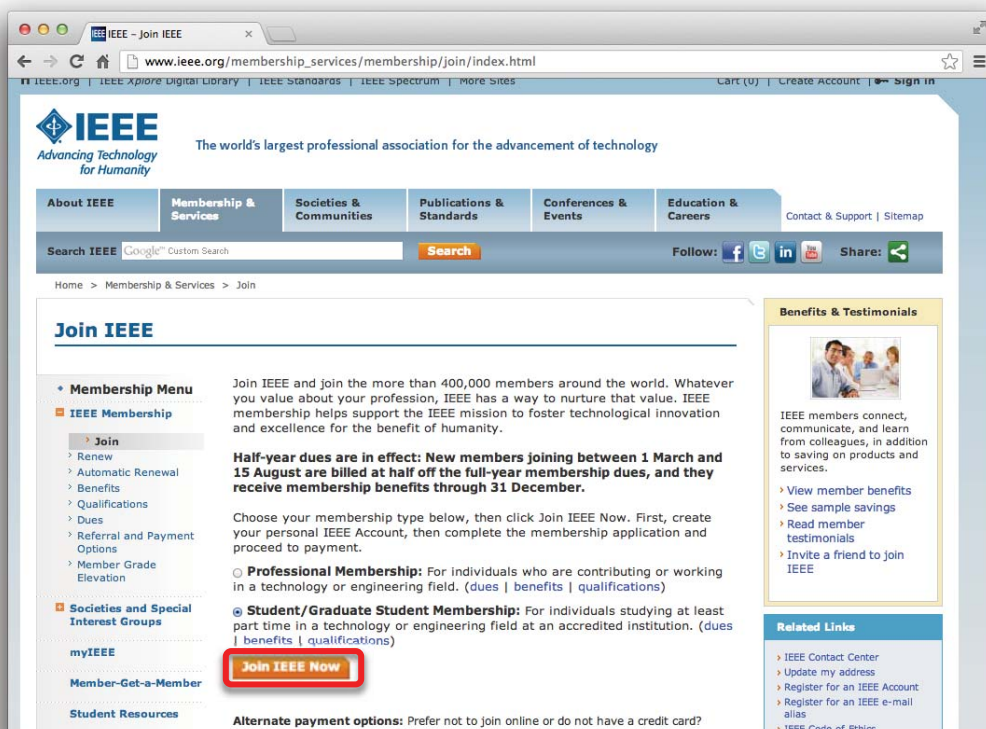 IEEE – Join IEEE
www.ieee.org/membership_services/membership/join/index.html
IEEE.org | IEEE Xplore Digital Library | IEEE Standards | IEEE Spectrum | More Sites
Cart (0) | Create Account | Sign In
IEEE
Advancing Technology
for Humanity
The world's largest professional association for the advancement of technology
About IEEE
Membership &
Services
Societies &
Communities
Publications &
Standards
Conferences &
Events
Education &
Careers
Contact & Support | Sitemap
Search IEEE
Google™ Custom Search
Search
Follow:
Share:
Home > Membership & Services > Join
Join IEEE
Membership Menu
IEEE Membership
Join
Renew
Automatic Renewal
Benefits
Qualifications
Dues
Referral and Payment
Options
Member Grade
Elevation
Societies and Special
Interest Groups
myIEEE
Member-Get-a-Member
Student Resources
Join IEEE and join the more than 400,000 members around the world. Whatever
you value about your profession, IEEE has a way to nurture that value. IEEE
membership helps support the IEEE mission to foster technological innovation
and excellence for the benefit of humanity.
Half-year dues are in effect: New members joining between 1 March and
15 August are billed at half off the full-year membership dues, and they
receive membership benefits through 31 December.
Choose your membership type below, then click Join IEEE Now. First, create
your personal IEEE Account, then complete the membership application and
proceed to payment.
Professional Membership: For individuals who are contributing or working
in a technology or engineering field. (dues | benefits | qualifications)
Student/Graduate Student Membership: For individuals studying at least
part time in a technology or engineering field at an accredited institution. (dues
| benefits | qualifications)
Join IEEE Now
Alternate payment options: Prefer not to join online or do not have a credit card?
Benefits & Testimonials
IEEE members connect,
communicate, and learn
from colleagues, in addition
to saving on products and
services.
View member benefits
See sample savings
Read member
testimonials
Invite a friend to join
IEEE
Related Links
IEEE Contact Center
Update my address
Register for an IEEE Account
Register for an IEEE e-mail
alias
IEEE Code of Ethics